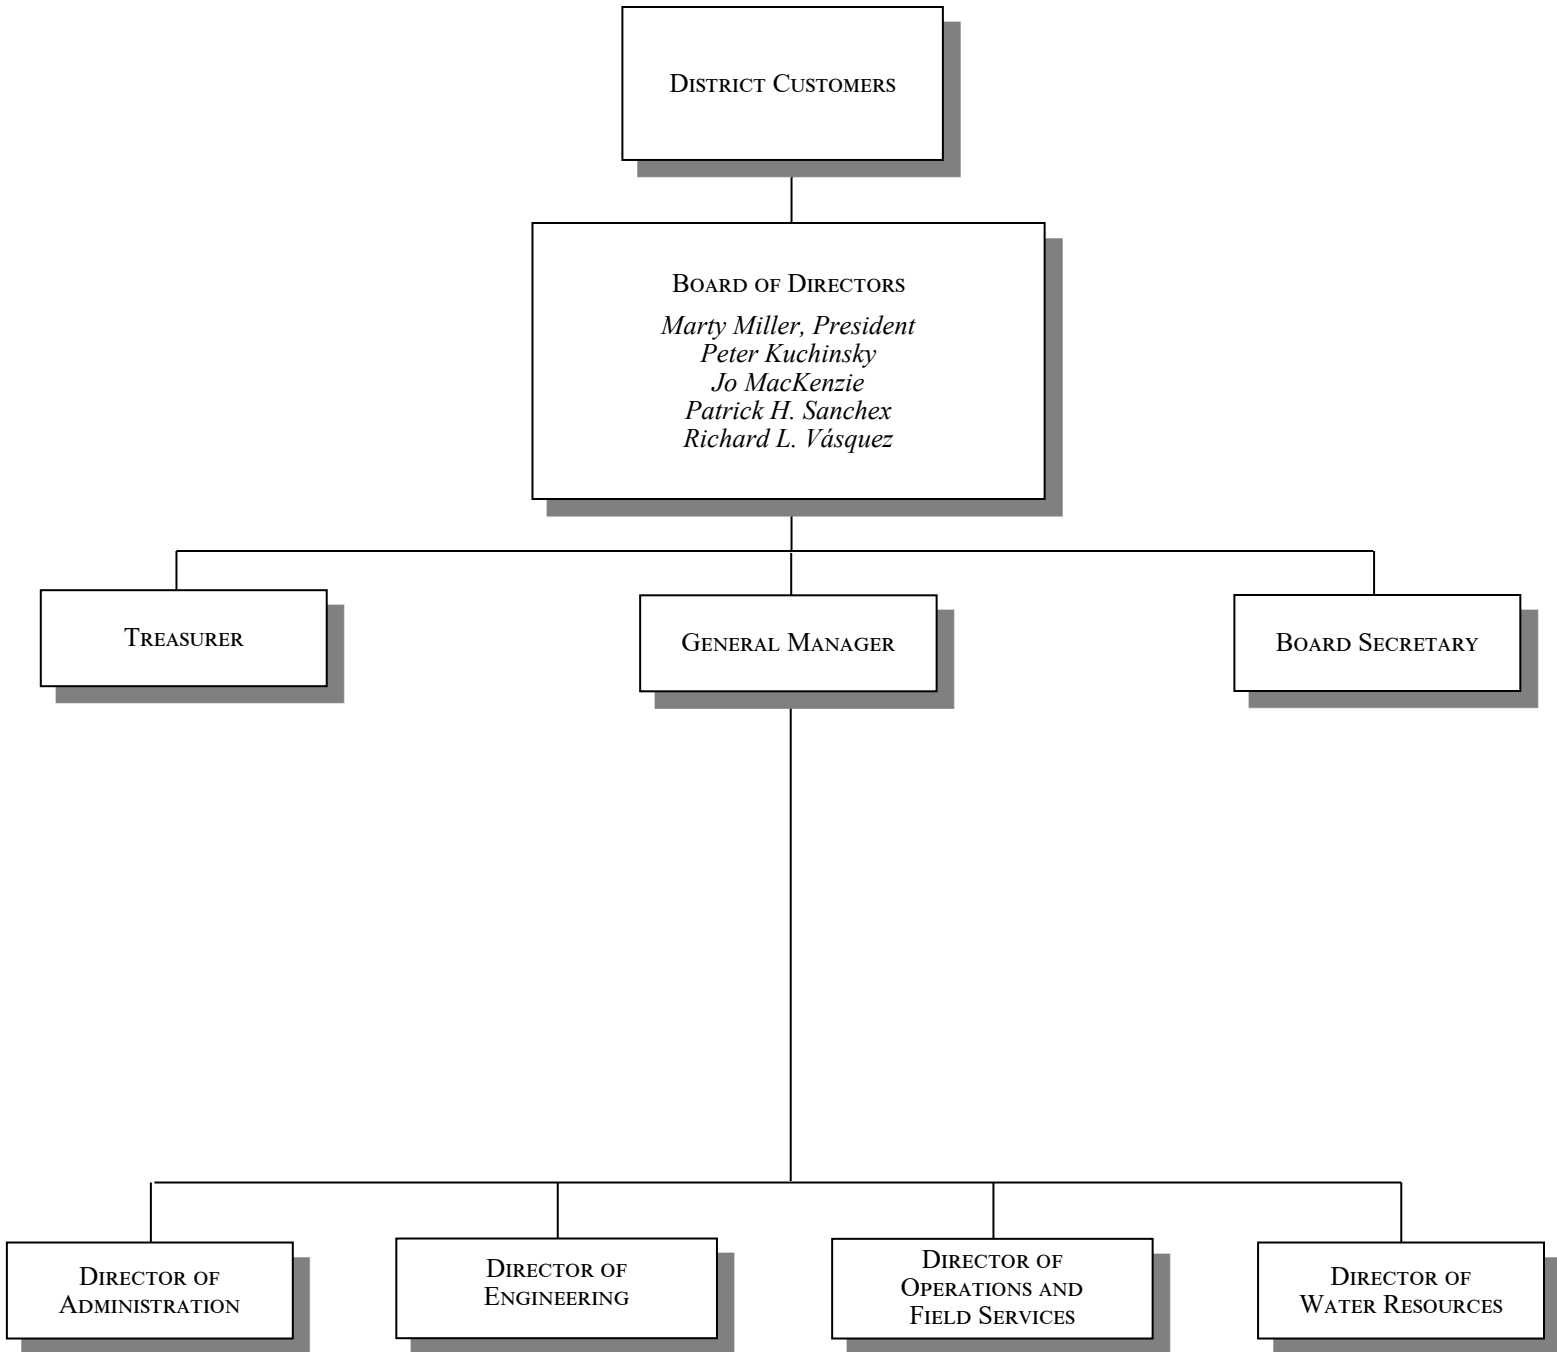 District Customers
Board of Directors
Marty Miller, President
Peter Kuchinsky
Jo MacKenzie
Patrick H. Sanchex
Richard L. Vásquez
Treasurer
General Manager
Board Secretary
Director of
Administration
Director of
Engineering
Director of
Operations and
Field Services
Director of
Water Resources